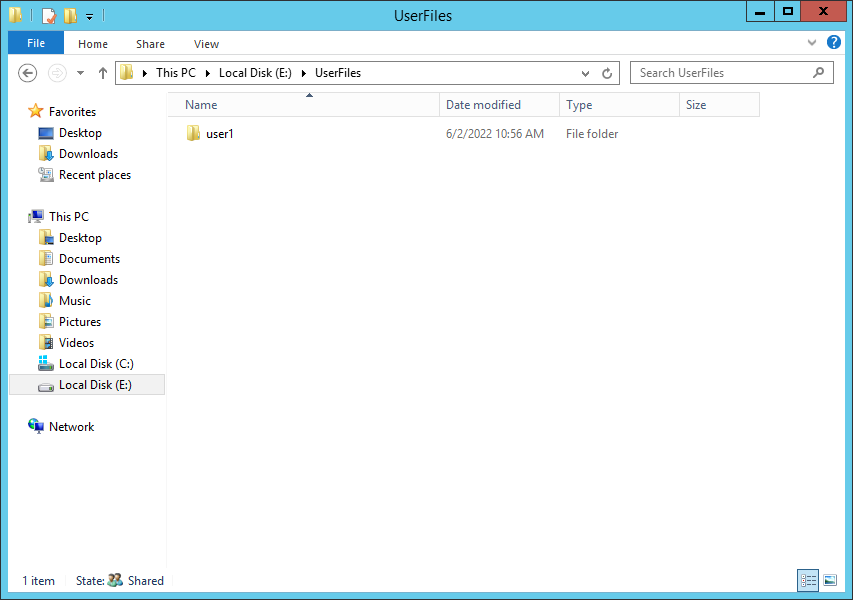 UserFiles
File Home Share View
This PC Local Disk (E:) UserFiles Search UserFiles
Name Date modified Type Size
user1 6/2/2022 10:56 AM File folder
Favorites
Desktop
Downloads
Recent places
This PC
Desktop
Documents
Downloads
Music
Pictures
Videos
Local Disk (C:)
Local Disk (E:)
Network
1 item State: Shared